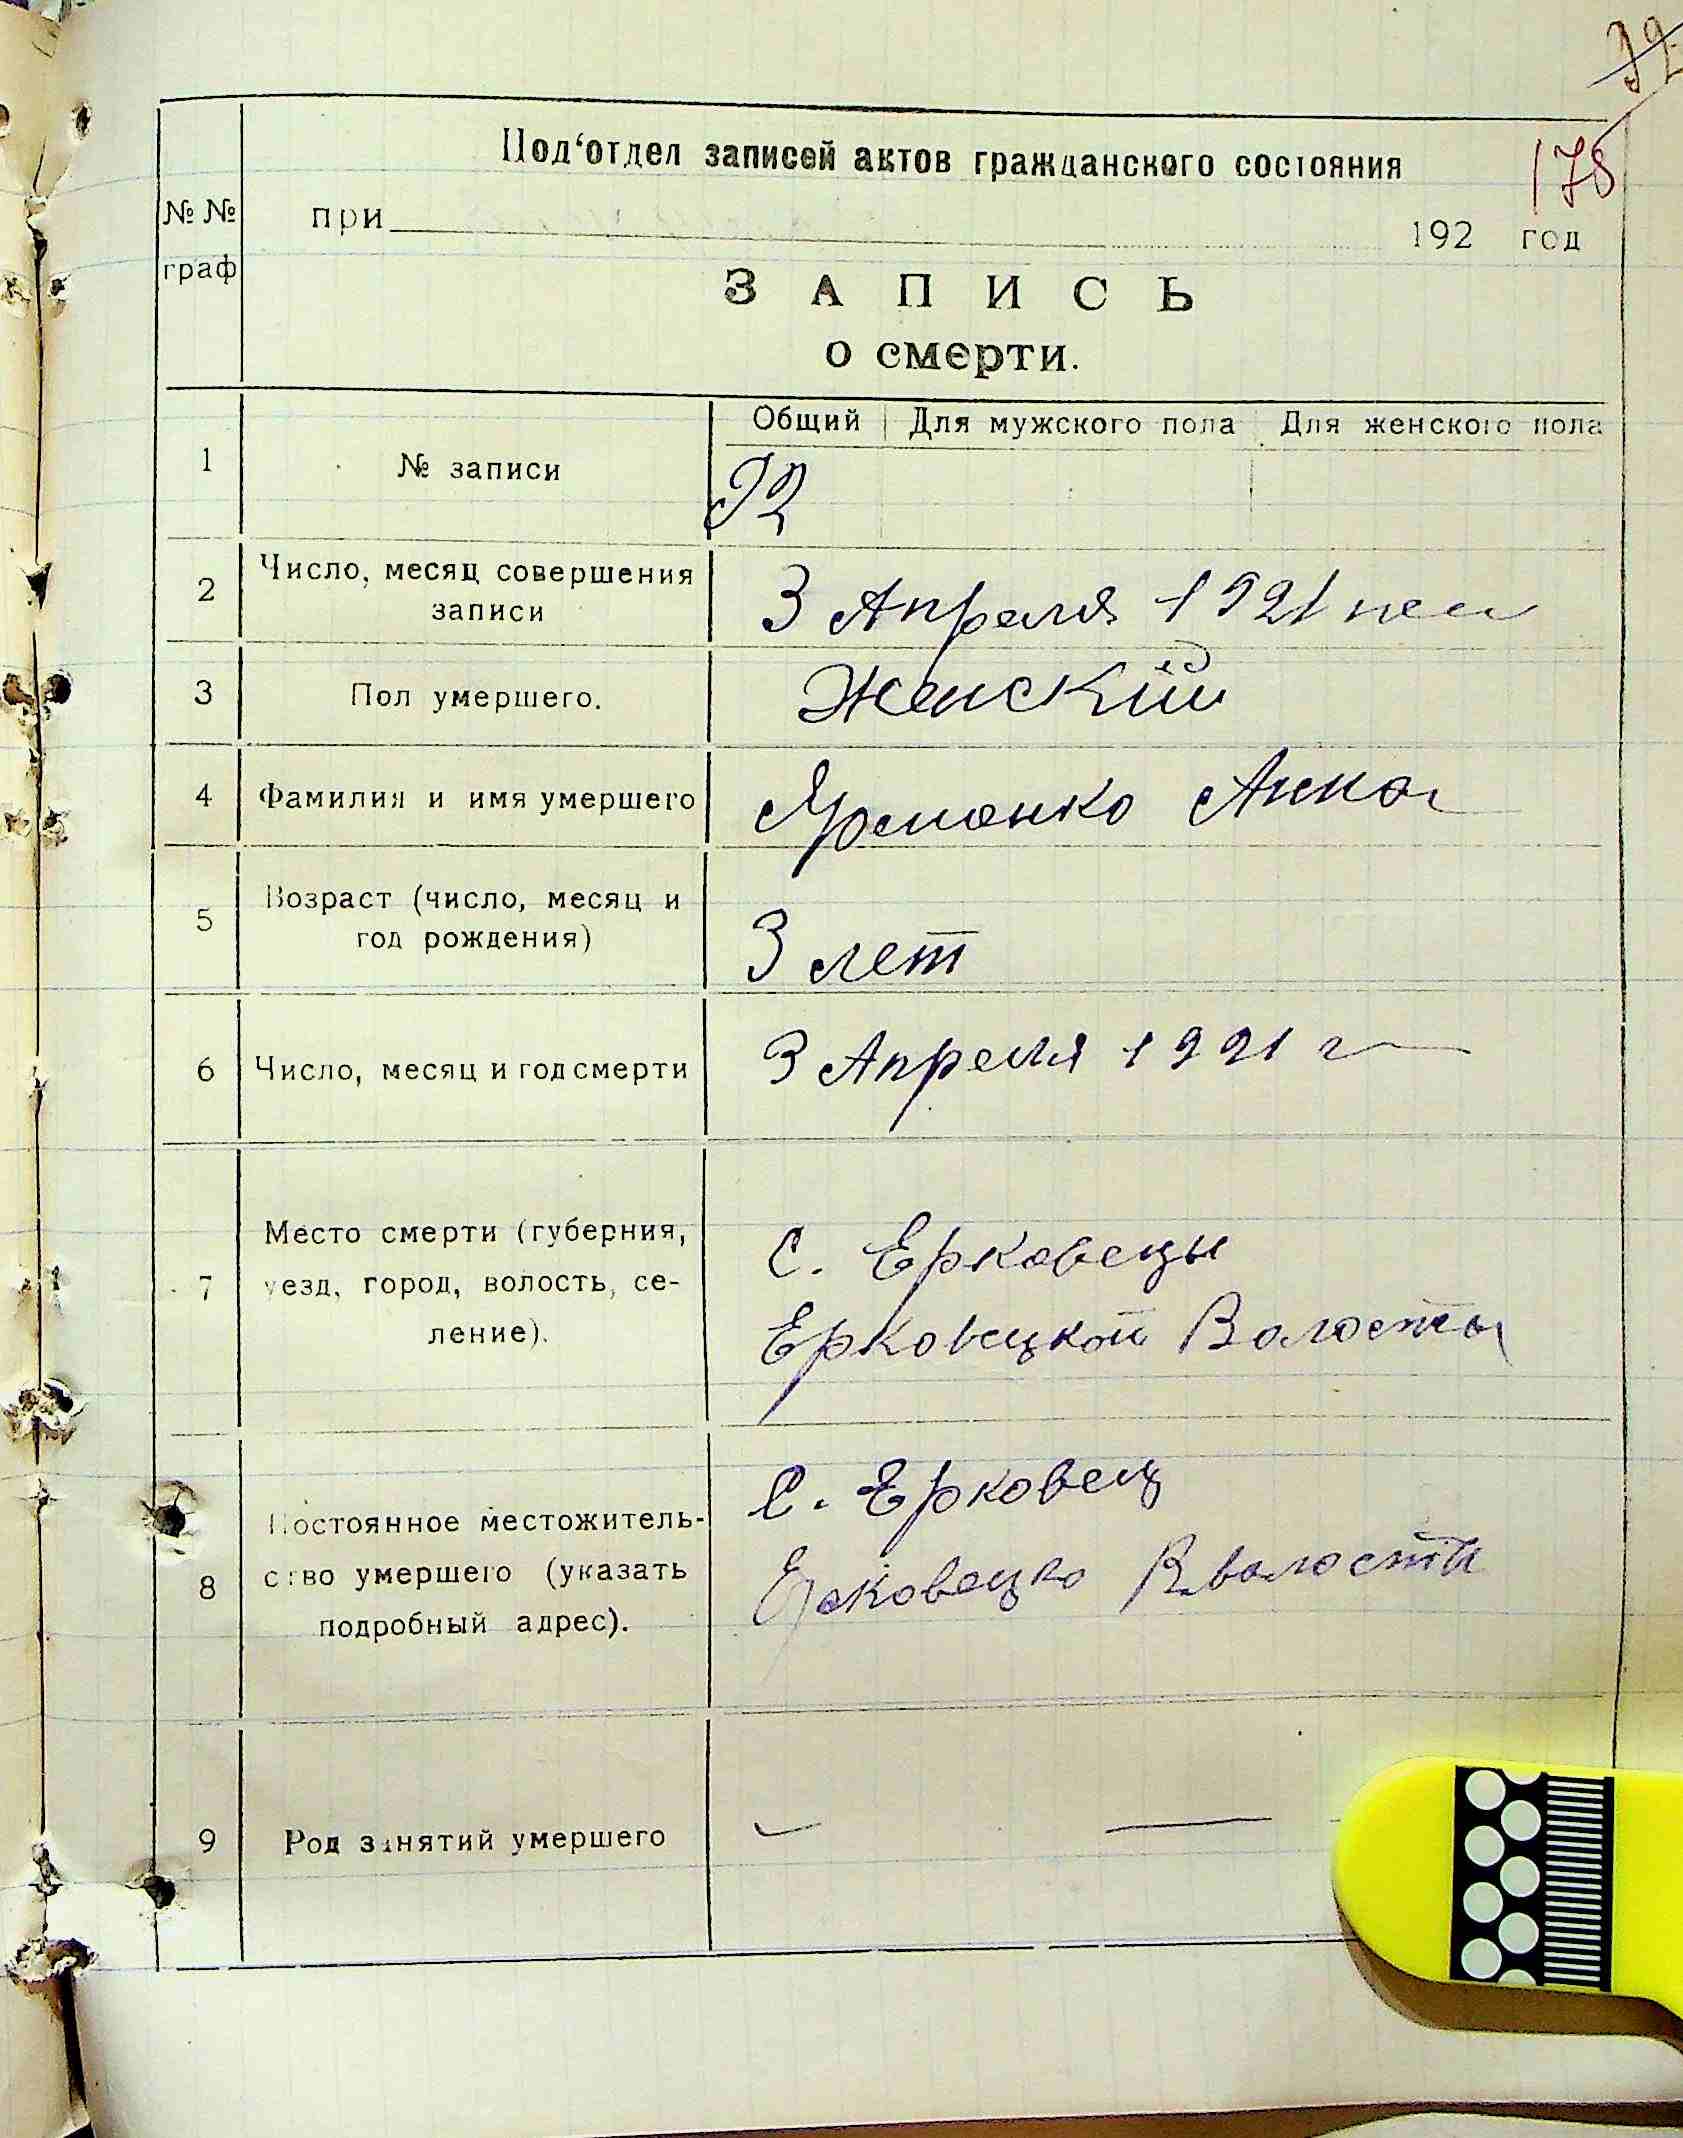 92
178
Под‘отдел записей актов гражданского состояния
№ № граф
при 192 год
ЗАПИСЬ
о смерти.
Общий Для мужского пола Для женского пола
1 № записи 92
2 Число, месяц совершения записи 3 Апреля 1921
3 Пол умершего. Женский
4 Фамилия и имя умершего Ярманко Анна
5 Возраст (число, месяц и год рождения) 3 лет
6 Число, месяц и год смерти 3 Апреля 1921 г
7 Место смерти (губерния, уезд, город, волость, се-
ление).
С. Ерковецы
Ерковецкой Волости
8 Постоянное местожитель-
ство умершего (указать
подробный адрес).
С. Ерковец
Ерковецко Вволости
9 Род занятий умершего — —